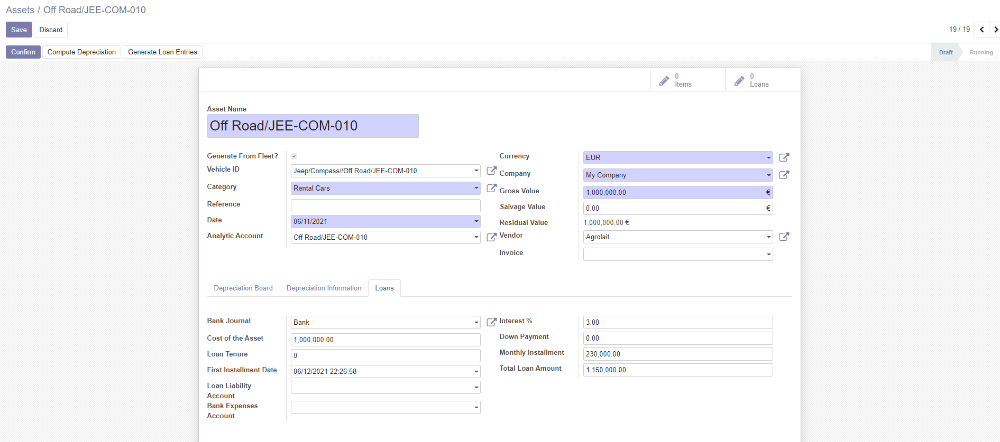 Assets / Off Road/JEE-COM-010
Save Discard 19 / 19
Confirm Compute Depreciation Generate Loan Entries Draft Running
0 Items 0 Loans
Asset Name
Off Road/JEE-COM-010
Generate From Fleet?
Vehicle ID Jeep/Compass//Off Road/JEE-COM-010
Category Rental Cars
Reference
Date 06/11/2021
Analytic Account Off Road/JEE-COM-010
Currency EUR
Company My Company
Gross Value 1,000,000.00 €
Salvage Value 0.00 €
Residual Value 1,000,000.00 €
Vendor Agrolait
Invoice
Depreciation Board Depreciation Information Loans
Bank Journal Bank
Cost of the Asset 1,000,000.00
Loan Tenure 0
First Installment Date 06/12/2021 22:26:58
Loan Liability
Account
Bank Expenses
Account
Interest % 3.00
Down Payment 0.00
Monthly Installment 230,000.00
Total Loan Amount 1,150,000.00